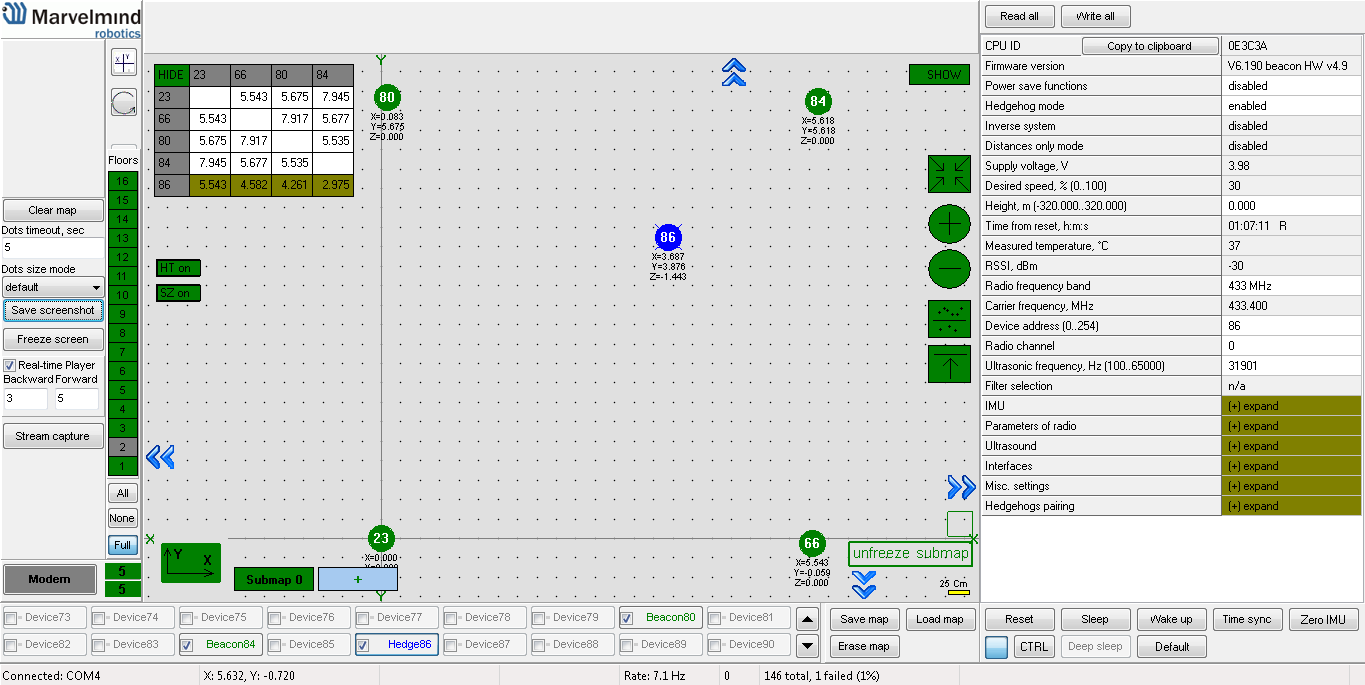 Marvelmind
robotics
Clear map
Dots timeout, sec
5
Dots size mode
default
Save screenshot
Freeze screen
Real-time Player
Backward Forward
3 5
Stream capture
Modern
Floors
16
15
14
13
12
11
10
9
8
7
6
5
4
3
2
1
All
None
Full
5
5
HIDE 23 66 80 84
23 5.543 5.675 7.945
66 5.543 7.917 5.677
80 5.675 7.917 5.535
84 7.945 5.677 5.535
86 5.543 4.582 4.261 2.975
HT on
SZ on
Y
80
X=0.083
Y=5.675
Z=0.000
84
X=5.618
Y=5.618
Z=0.000
SHOW
86
X=3.687
Y=3.876
Z=-1.443
23
X=0.000
Y=0.000
66
X=5.543
Y=-0.059
Z=0.000
X X
Y
Y
X
Submap 0
+
unfreeze submap
25 Cm
Read all Write all
CPU ID Copy to clipboard 0E3C3A
Firmware version V6.190 beacon HW v4.9
Power save functions disabled
Hedgehog mode enabled
Inverse system disabled
Distances only mode disabled
Supply voltage, V 3.98
Desired speed, % (0..100) 30
Height, m (-320.000..320.000) 0.000
Time from reset, h:m:s 01:07:11 R
Measured temperature, °C 37
RSSI, dBm -30
Radio frequency band 433 MHz
Carrier frequency, MHz 433.400
Device address (0..254) 86
Radio channel 0
Ultrasonic frequency, Hz (100..65000) 31901
Filter selection n/a
IMU (+) expand
Parameters of radio (+) expand
Ultrasound (+) expand
Interfaces (+) expand
Misc. settings (+) expand
Hedgehogs pairing (+) expand
Device73 Device74 Device75 Device76 Device77 Device78 Device79 Beacon80 Device81
Device82 Device83 Beacon84 Device85 Hedge86 Device87 Device88 Device89 Device90
Save map Load map
Erase map
Reset Sleep Wake up Time sync Zero IMU
CTRL Deep sleep Default
Connected: COM4 X: 5.632, Y: -0.720 Rate: 7.1 Hz 0 146 total, 1 failed (1%)